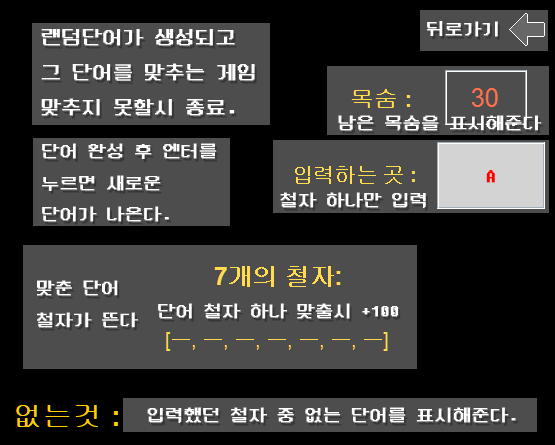 랜덤단어가 생성되고
그 단어를 맞추는 게임
맞추지 못할시 종료.
뒤로가기
목숨 : 30
남은 목숨을 표서해준다
단어 완성 후 엔터를
누르면 새로운
단어가 나온다.
입력하는 곳 : A
철자 하나만 입력
7개의 철자:
맞춘 단어
철자가 뜬다
단어 철자 하나 맞출시 +100
[ㅡ, ㅡ, ㅡ, ㅡ, ㅡ, ㅡ, ㅡ]
없는것 : 입력했던 철자 중 없는 단어를 표시해준다.